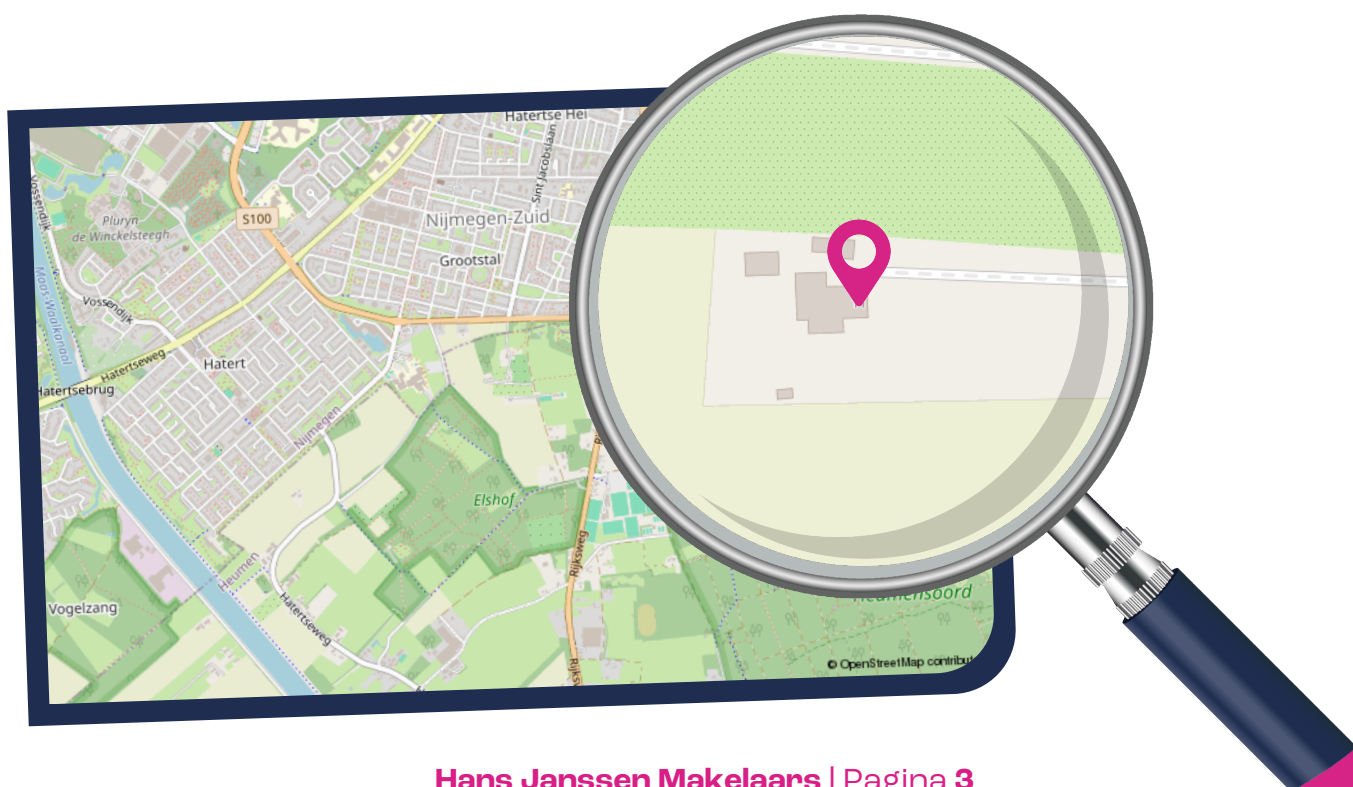 Hatertse Hei
Sint Jacobslaan
Vossendijk
Pluryn
de Winckelsteegh
S100
Nijmegen-Zuid
Grootstal
Maas-Waalkanaal
Vossendijk
Hatertseweg
Hatert
Hatertsebrug
Nijmegen
Elshof
Rijksweg
Heumen
Hatertseweg
Vogelzang
Heumensoord
Rijksw
© OpenStreetMap contribut
Hans Janssen Makelaars | Pagina 3